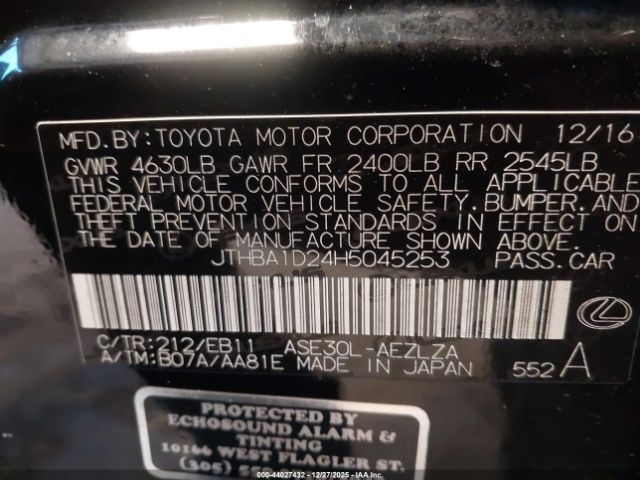 MFD.BY:TOYOTA MOTOR CORPORATION 12/16
GVWR 4630LB GAWR FR 2400LB RR 2545LB
THIS VEHICLE CONFORMS TO ALL APPLICABLE
FEDERAL MOTOR VEHICLE SAFETY,BUMPER,AND
THEFT PREVENTION STANDARDS IN EFFECT ON
THE DATE OF MANUFACTURE SHOWN ABOVE.
JTHBA1D24H5045253 PASS.CAR
C/TR:212/EB11 ASE30L-AEZLZA
A/TM:B07A/AA81E MADE IN JAPAN 552 A
PROTECTED BY
ECHOSOUND ALARM &
TINTING
10166 WEST FLAGLER ST.
(305)
000-44027432 - 12/27/2025 - IAA Inc.